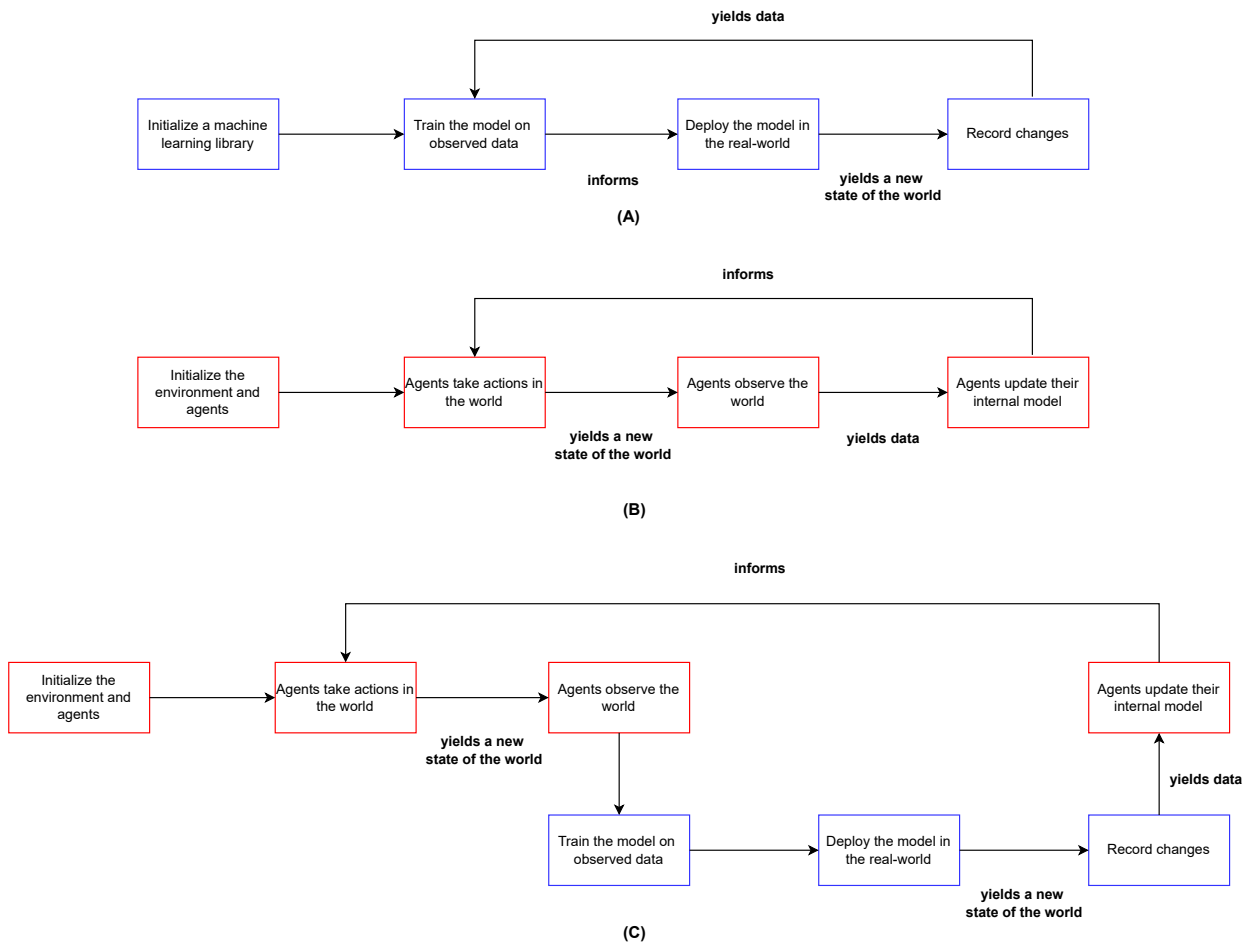 yields data
Initialize a machine
learning library
Train the model on
observed data
Deploy the model in
the real-world
Record changes
informs
yields a new
state of the world
(A)
informs
Initialize the
environment and
agents
Agents take actions in
the world
Agents observe the
world
Agents update their
internal model
yields a new
state of the world
yields data
(B)
informs
Initialize the
environment and
agents
Agents take actions in
the world
Agents observe the
world
Agents update their
internal model
yields a new
state of the world
yields data
Train the model on
observed data
Deploy the model in
the real-world
Record changes
yields a new
state of the world
(C)